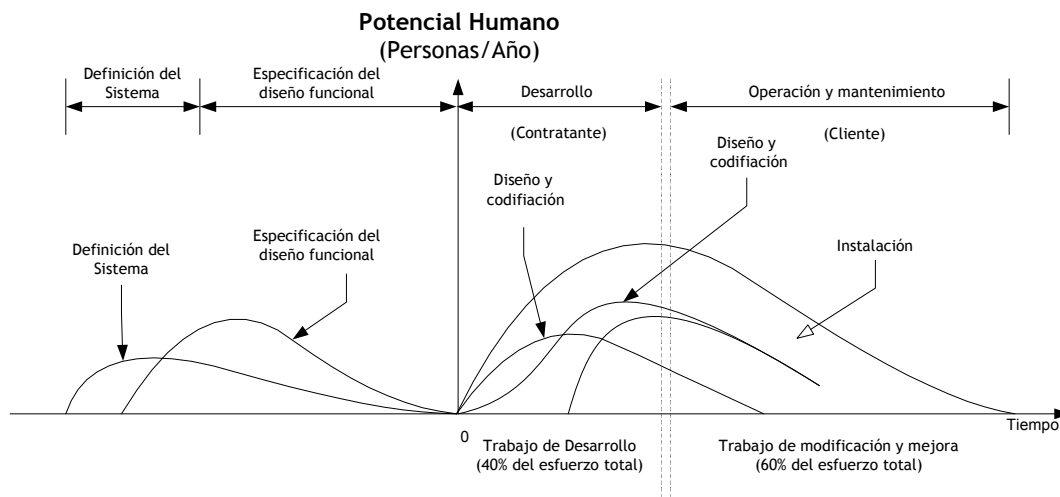 Potencial Humano
(Personas/Año)
Definición del
Sistema
Especificación del
diseño funcional
Desarrollo
Operación y mantenimiento
(Contratante)
(Cliente)
Diseño y
codifiación
Diseño y
codifiación
Especificación del
diseño funcional
Definición del
Sistema
Instalación
Tiempo
0
Trabajo de Desarrollo
(40% del esfuerzo total)
Trabajo de modificación y mejora
(60% del esfuerzo total)